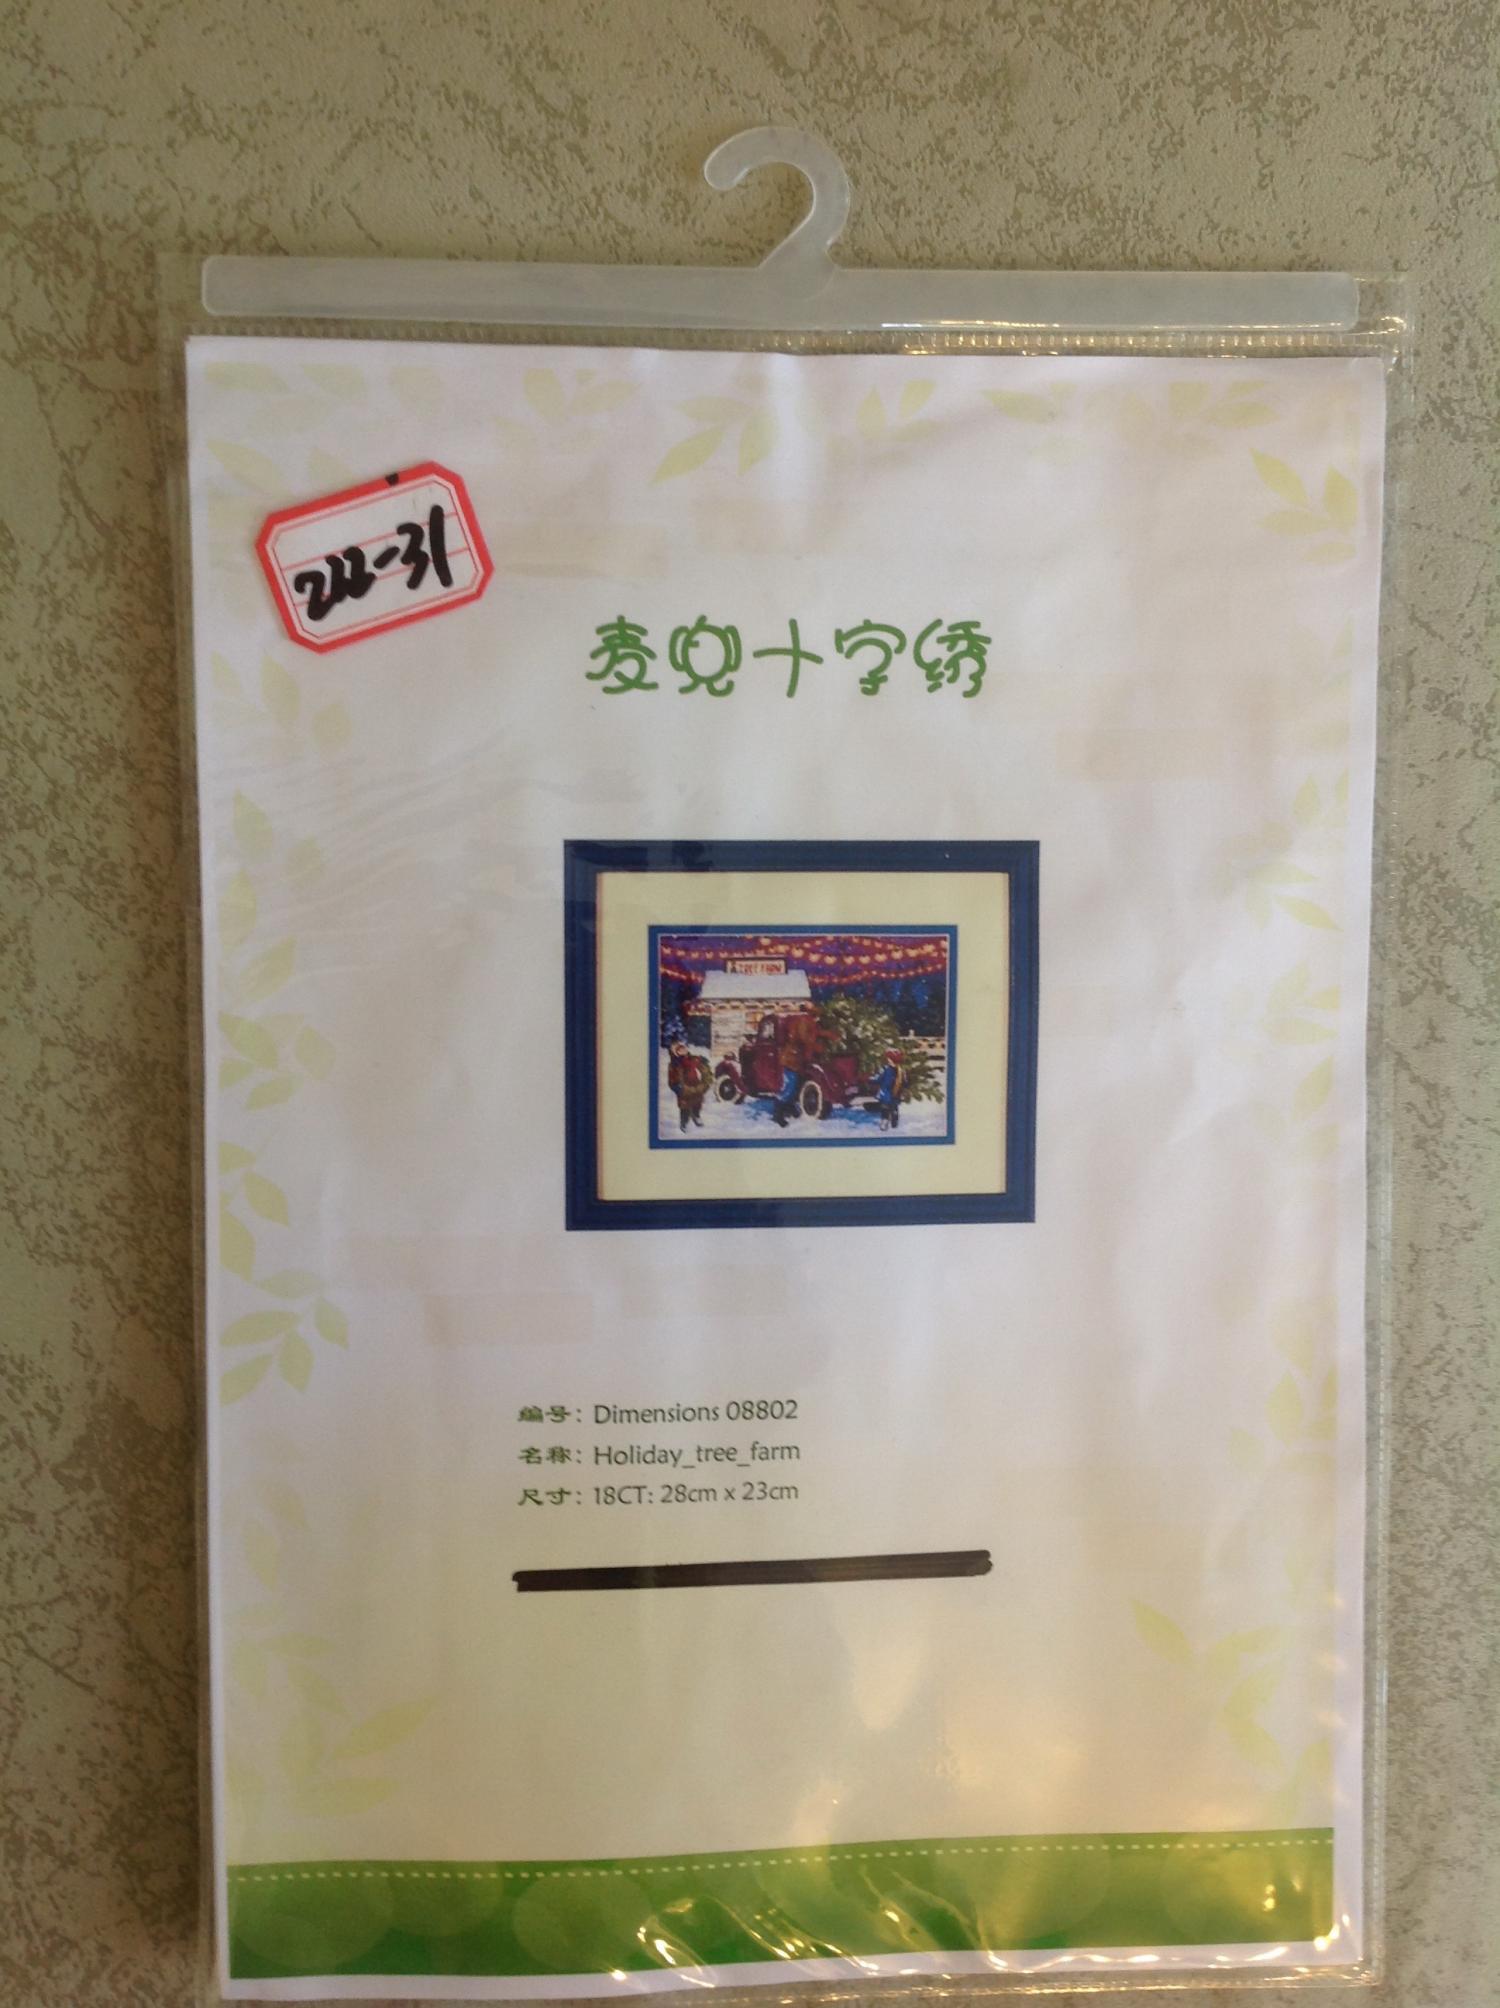 222-31
麦兜十字绣
TREE FARM
编号：Dimensions 08802
名称：Holiday_tree_farm
尺寸：18CT: 28cm x 23cm